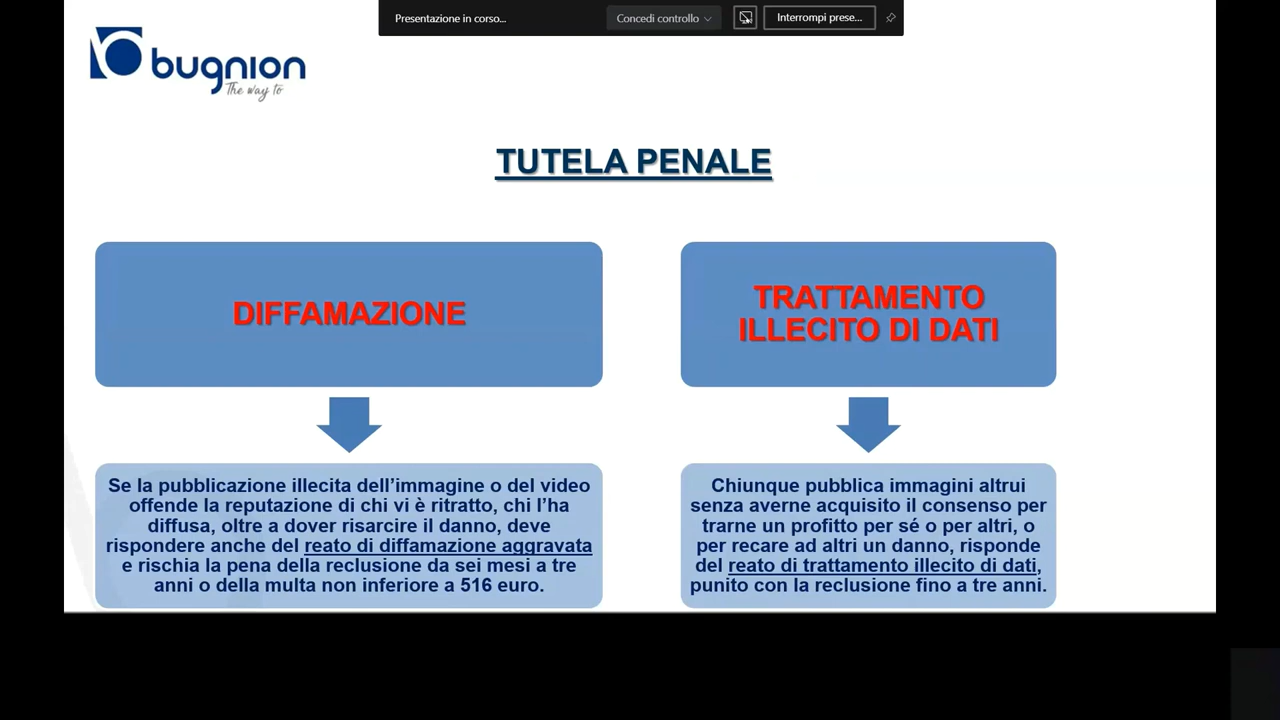 Presentazione in corso...
Concedi controllo
Interrompi prese...
bugnion
The way to
TUTELA PENALE
DIFFAMAZIONE
Se la pubblicazione illecita dell’immagine o del video
offende la reputazione di chi vi è ritratto, chi l’ha
diffusa, oltre a dover risarcire il danno, deve
rispondere anche del reato di diffamazione aggravata
e rischia la pena della reclusione da sei mesi a tre
anni o della multa non inferiore a 516 euro.
TRATTAMENTO
ILLECITO DI DATI
Chiunque pubblica immagini altrui
senza averne acquisito il consenso per
trarne un profitto per sé o per altri, o
per recare ad altri un danno, risponde
del reato di trattamento illecito di dati,
punito con la reclusione fino a tre anni.